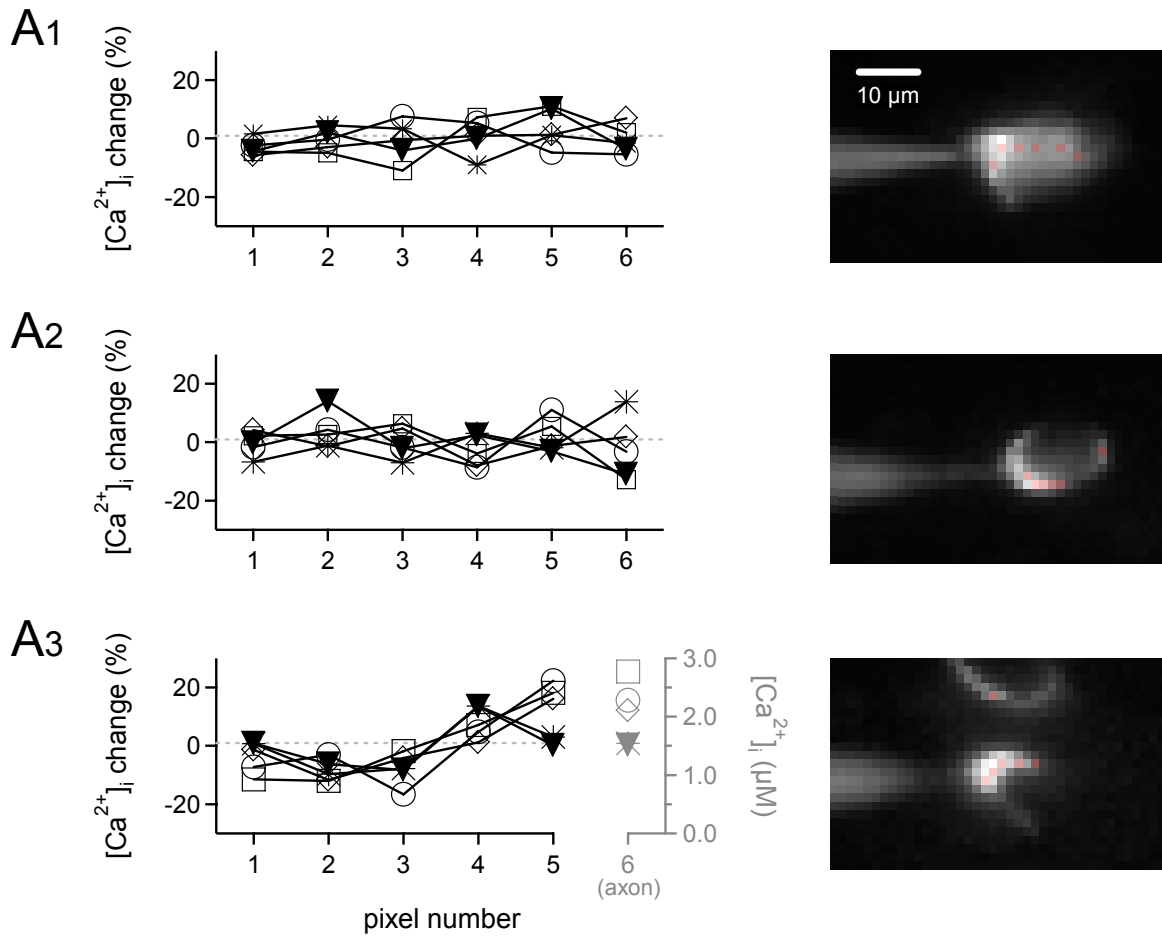 A1
[Ca²⁺]i change (%)
20
0
-20
1 2 3 4 5 6
10 µm
A2
[Ca²⁺]i change (%)
20
0
-20
1 2 3 4 5 6
A3
[Ca²⁺]i change (%)
20
0
-20
1 2 3 4 5
6
(axon)
3.0
2.0
1.0
0.0
[Ca²⁺]i (µM)
pixel number